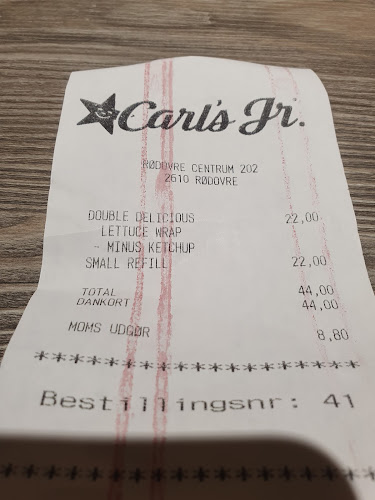 Carl's Jr.
RØDOVRE CENTRUM 202
2610 RØDOVRE
DOUBLE DELICIOUS 22,00
LETTUCE WRAP
- MINUS KETCHUP
SMALL REFILL 22,00
TOTAL 44,00
DANKORT 44,00
MOMS UDGØR 8,80
****************************
Bestillingsnr: 41
****************************